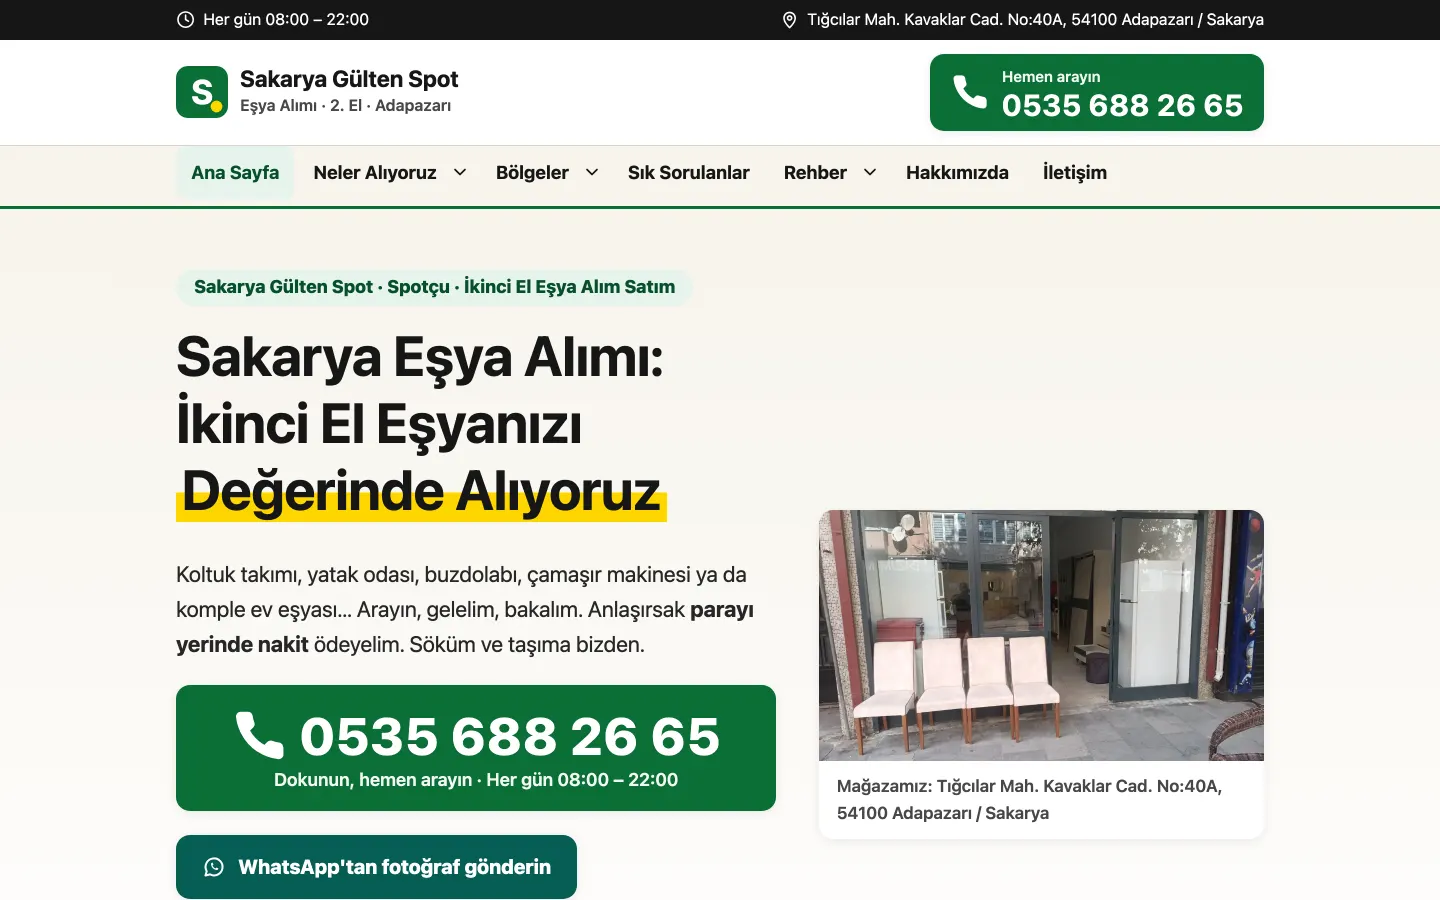 Her gün 08:00 – 22:00
Tığcılar Mah. Kavaklar Cad. No:40A, 54100 Adapazarı / Sakarya
S.
Sakarya Gülten Spot
Eşya Alımı · 2. El · Adapazarı
Hemen arayın
0535 688 26 65
Ana Sayfa
Neler Alıyoruz
Bölgeler
Sık Sorulanlar
Rehber
Hakkımızda
İletişim
Sakarya Gülten Spot · Spotçu · İkinci El Eşya Alım Satım
Sakarya Eşya Alımı:
İkinci El Eşyanızı
Değerinde Alıyoruz
Koltuk takımı, yatak odası, buzdolabı, çamaşır makinesi ya da
komple ev eşyası... Arayın, gelelim, bakalım. Anlaşırsak parayı
yerinde nakit ödeyelim. Söküm ve taşıma bizden.
0535 688 26 65
Dokunun, hemen arayın · Her gün 08:00 – 22:00
WhatsApp'tan fotoğraf gönderin
Mağazamız: Tığcılar Mah. Kavaklar Cad. No:40A,
54100 Adapazarı / Sakarya